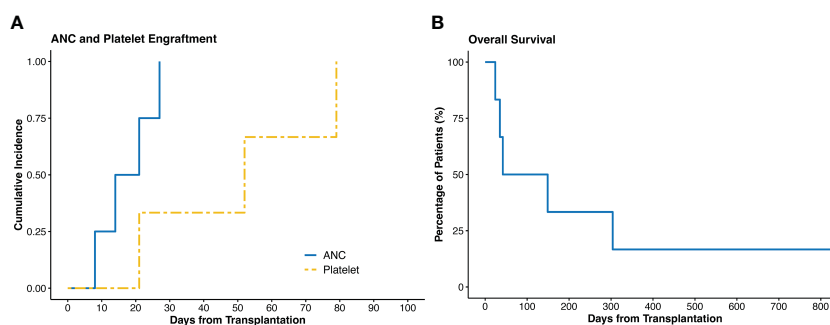 A
ANC and Platelet Engraftment
Cumulative Incidence
1.00
0.75
0.50
0.25
0.00
ANC
Platelet
0 10 20 30 40 50 60 70 80 90 100
Days from Transplantation
B
Overall Survival
Percentage of Patients (%)
100
75
50
25
0
0 100 200 300 400 500 600 700 800
Days from Transplantation